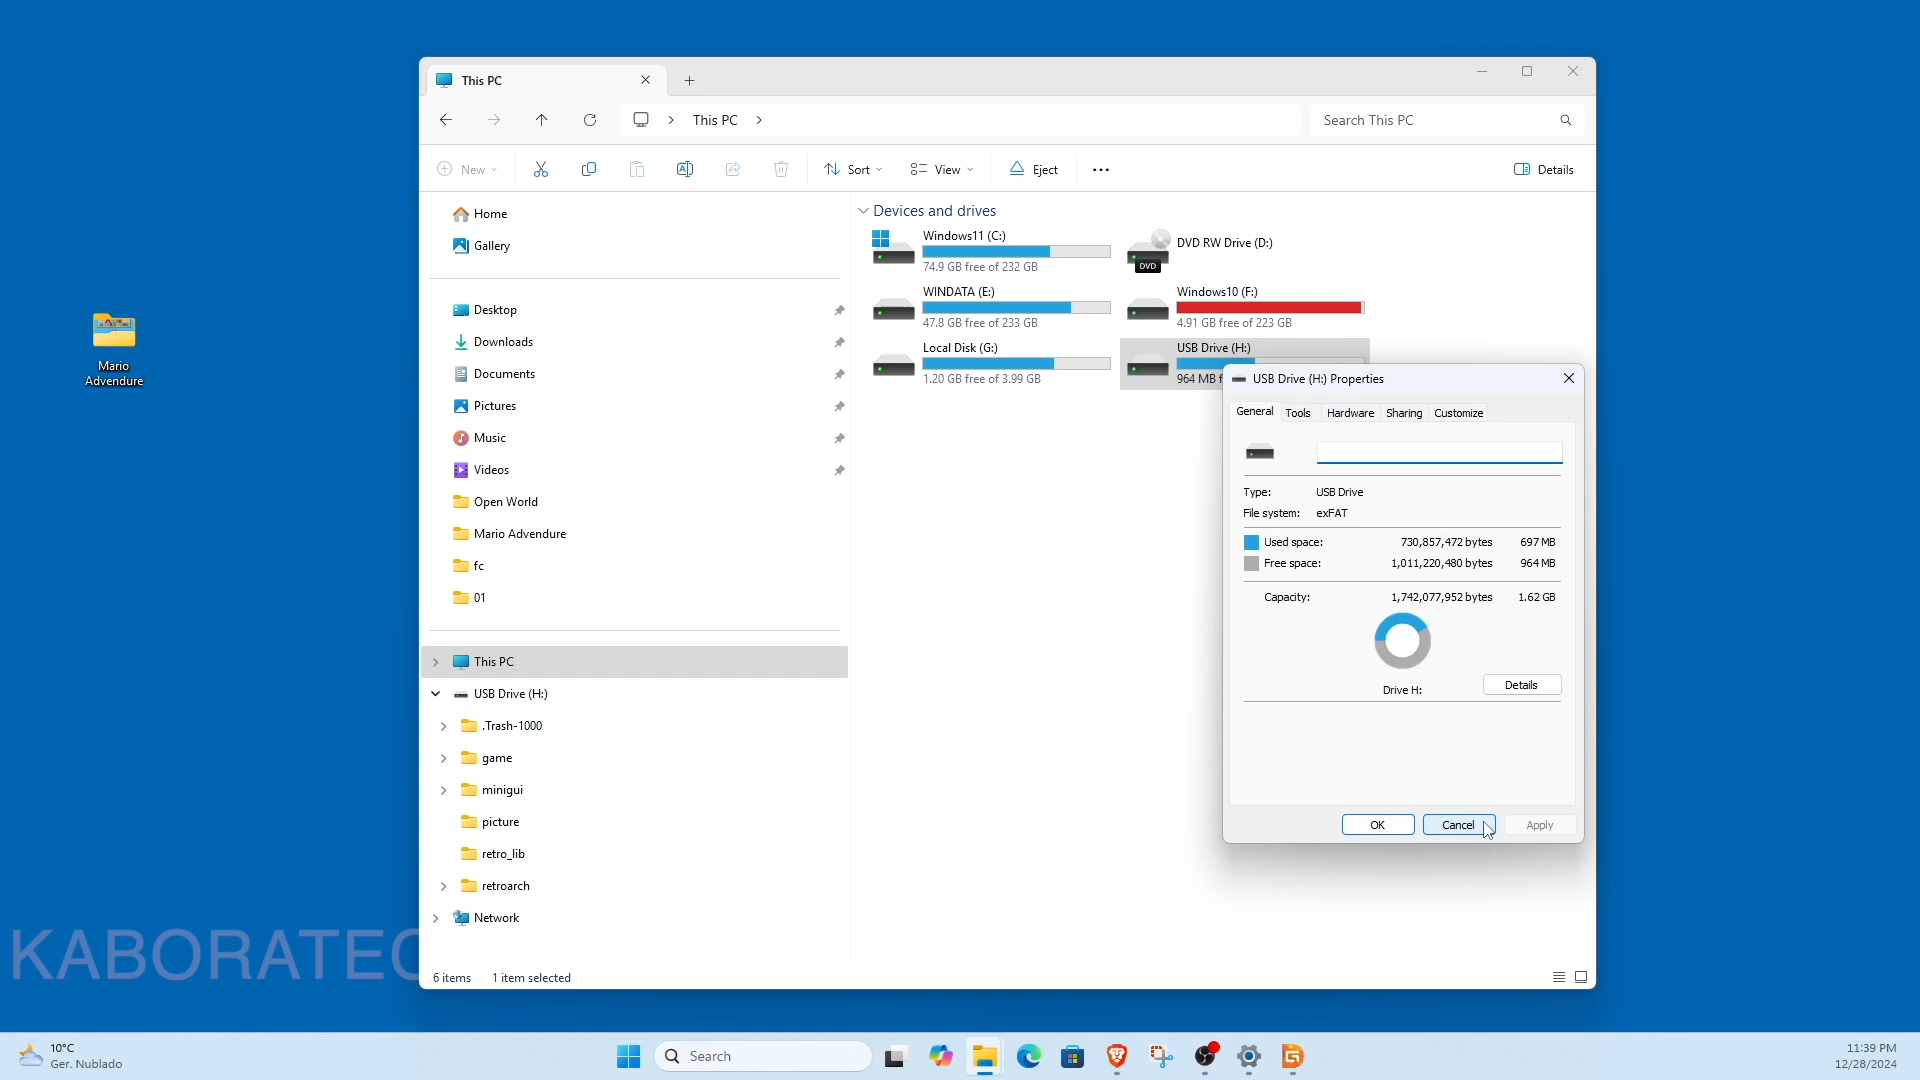 This PC
This PC
Search This PC
New
Sort
View
Eject
Details
Home
Gallery
Desktop
Downloads
Documents
Pictures
Music
Videos
Open World
Mario Advendure
fc
01
This PC
USB Drive (H:)
.Trash-1000
game
minigui
picture
retro_lib
retroarch
Network
Devices and drives
Windows11 (C:)
74.9 GB free of 232 GB
DVD RW Drive (D:)
DVD
WINDATA (E:)
47.8 GB free of 233 GB
Windows10 (F:)
4.91 GB free of 223 GB
Local Disk (G:)
1.20 GB free of 3.99 GB
USB Drive (H:)
964 MB f
USB Drive (H:) Properties
General Tools Hardware Sharing Customize
Type: USB Drive
File system: exFAT
Used space: 730,857,472 bytes 697 MB
Free space: 1,011,220,480 bytes 964 MB
Capacity: 1,742,077,952 bytes 1.62 GB
Drive H:
Details
OK Cancel Apply
6 items 1 item selected
Mario
Advendure
KABORATEC
10°C
Ger. Nublado
Search
11:39 PM
12/28/2024